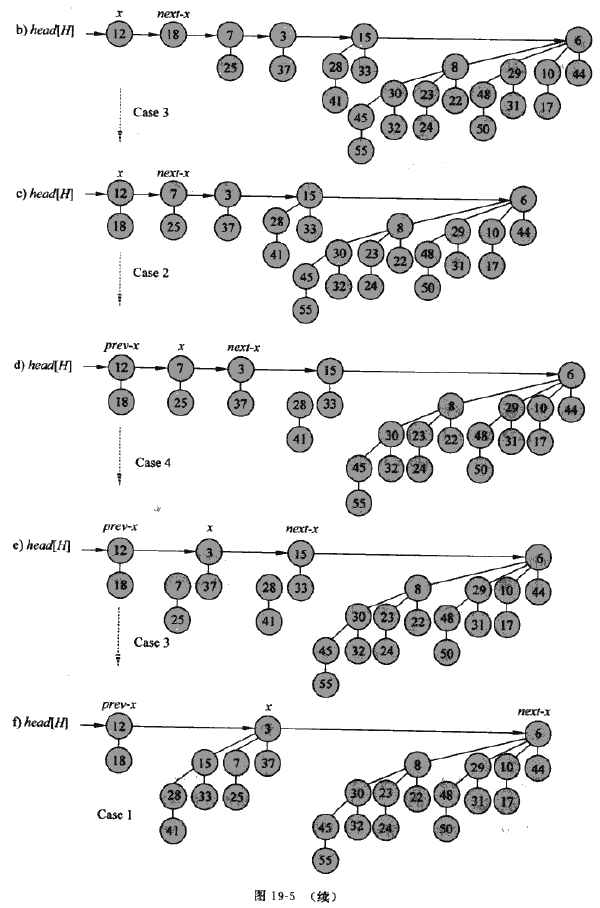 x next-x
b) head[H] 12 18 7 3 15 6
25 37 28 33 8 29 10 44
41 30 23 22 48 31 17
45 32 24 50
55
Case 3
x next-x
c) head[H] 12 7 3 15 6
18 25 37 28 33 8 29 10 44
41 30 23 22 48 31 17
45 32 24 50
55
Case 2
prev-x x next-x
d) head[H] 12 7 3 15 6
18 25 37 28 33 8 29 10 44
41 30 23 22 48 31 17
45 32 24 50
55
Case 4
prev-x x next-x
e) head[H] 12 3 15 6
18 7 37 28 33 8 29 10 44
25 41 30 23 22 48 31 17
45 32 24 50
55
Case 3
prev-x x next-x
f) head[H] 12 3 6
18 15 7 37 8 29 10 44
28 33 25 30 23 22 48 31 17
41 45 32 24 50
55
Case 1
图 19-5 （续）